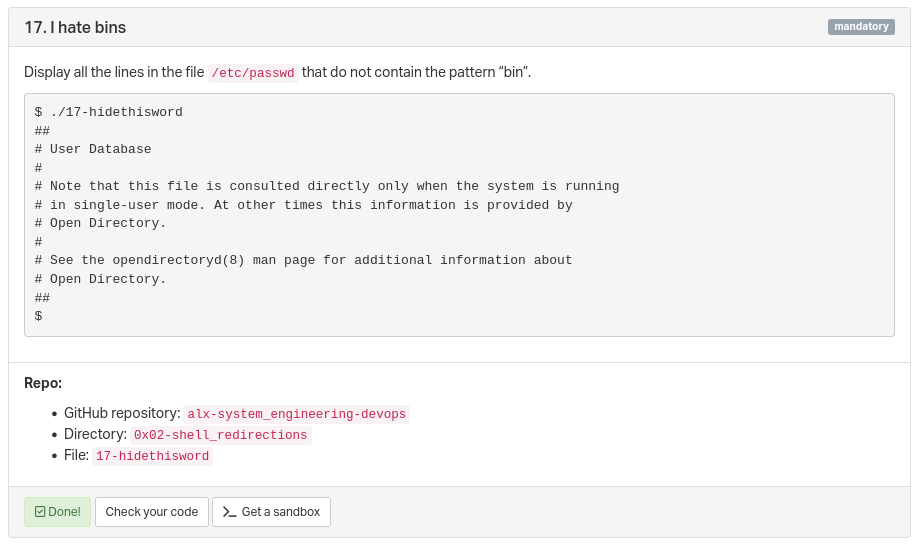 17. I hate bins
mandatory
Display all the lines in the file /etc/passwd that do not contain the pattern “bin”.
$ ./17-hidethisword
##
# User Database
#
# Note that this file is consulted directly only when the system is running
# in single-user mode. At other times this information is provided by
# Open Directory.
#
# See the opendirectoryd(8) man page for additional information about
# Open Directory.
##
$
Repo:
• GitHub repository: alx-system_engineering-devops
• Directory: 0x02-shell_redirections
• File: 17-hidethisword
Done!
Check your code
Get a sandbox